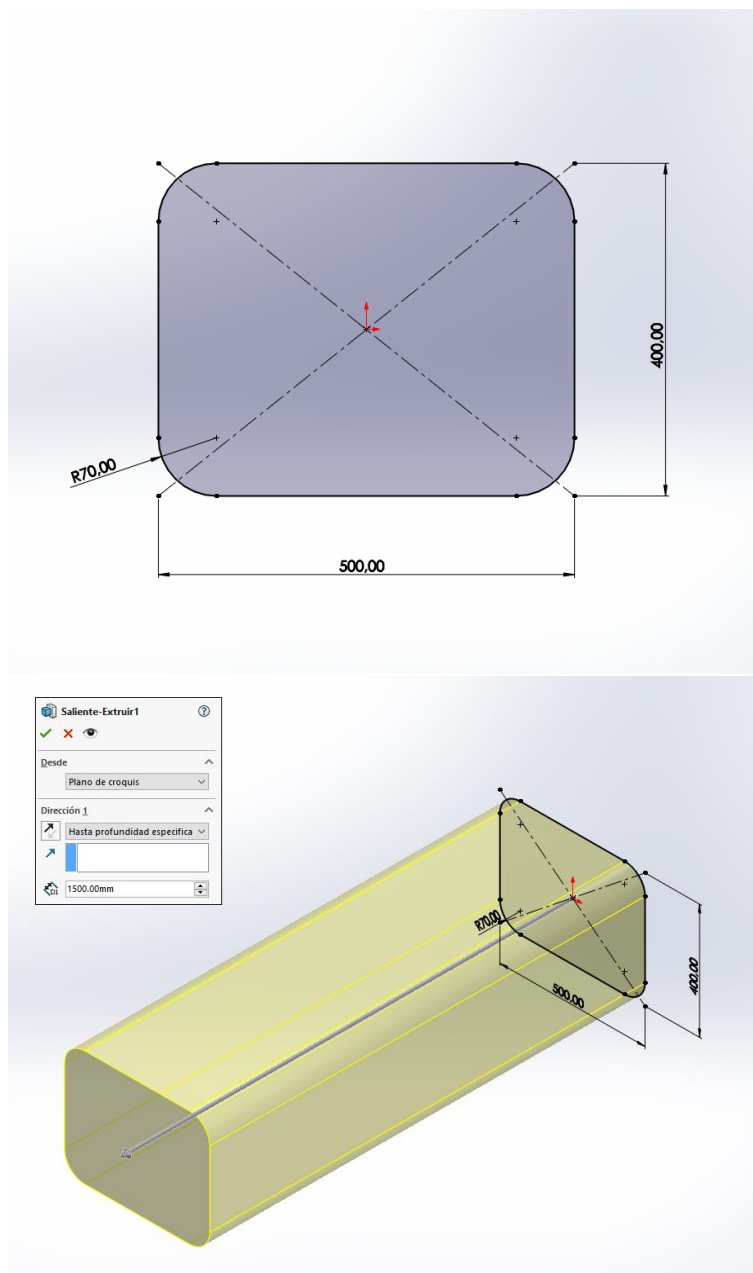 400,00
R70,00
500,00
Saliente-Extruir1
Desde
Plano de croquis
Dirección 1
Hasta profundidad especifica
D1
1500.00mm
R70,00
500,00
400,00